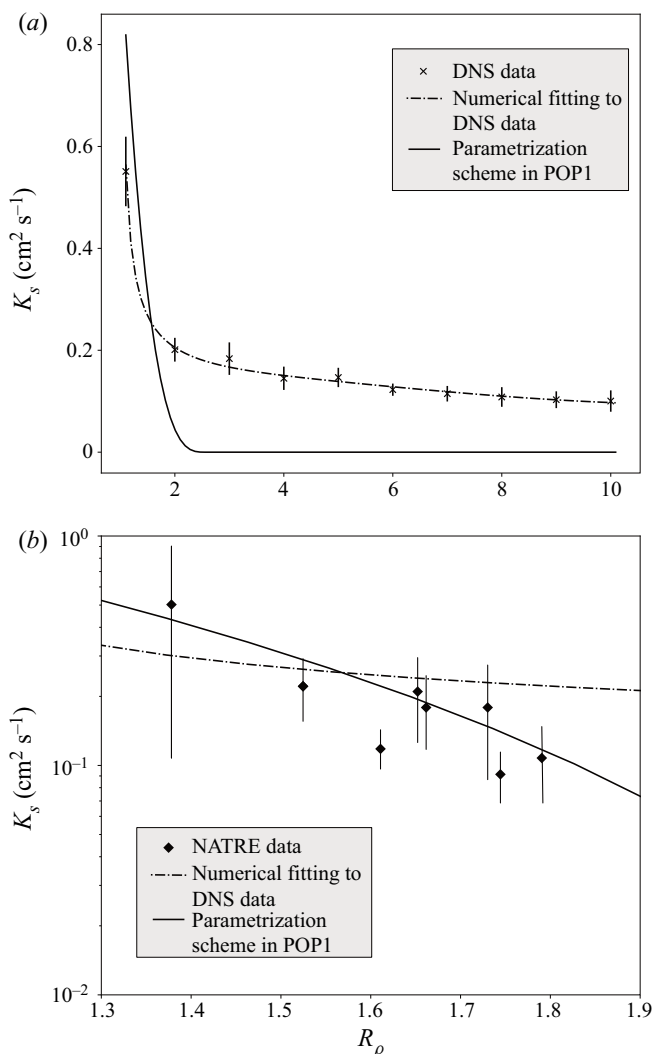 (a)
0.8
0.6
0.4
0.2
0
K_s (cm² s⁻¹)
DNS data
Numerical fitting to
DNS data
Parametrization
scheme in POP1
2 4 6 8 10
(b)
10⁰
10⁻¹
10⁻²
K_s (cm² s⁻¹)
NATRE data
Numerical fitting to
DNS data
Parametrization
scheme in POP1
1.3 1.4 1.5 1.6 1.7 1.8 1.9
R_ρ